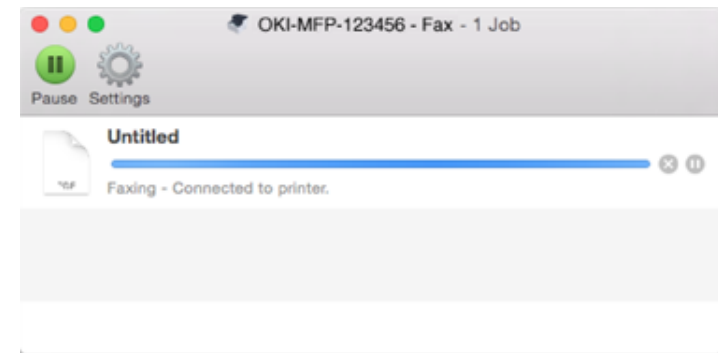 OKI-MFP-123456 - Fax - 1 Job
Pause Settings
Untitled
Faxing - Connected to printer.